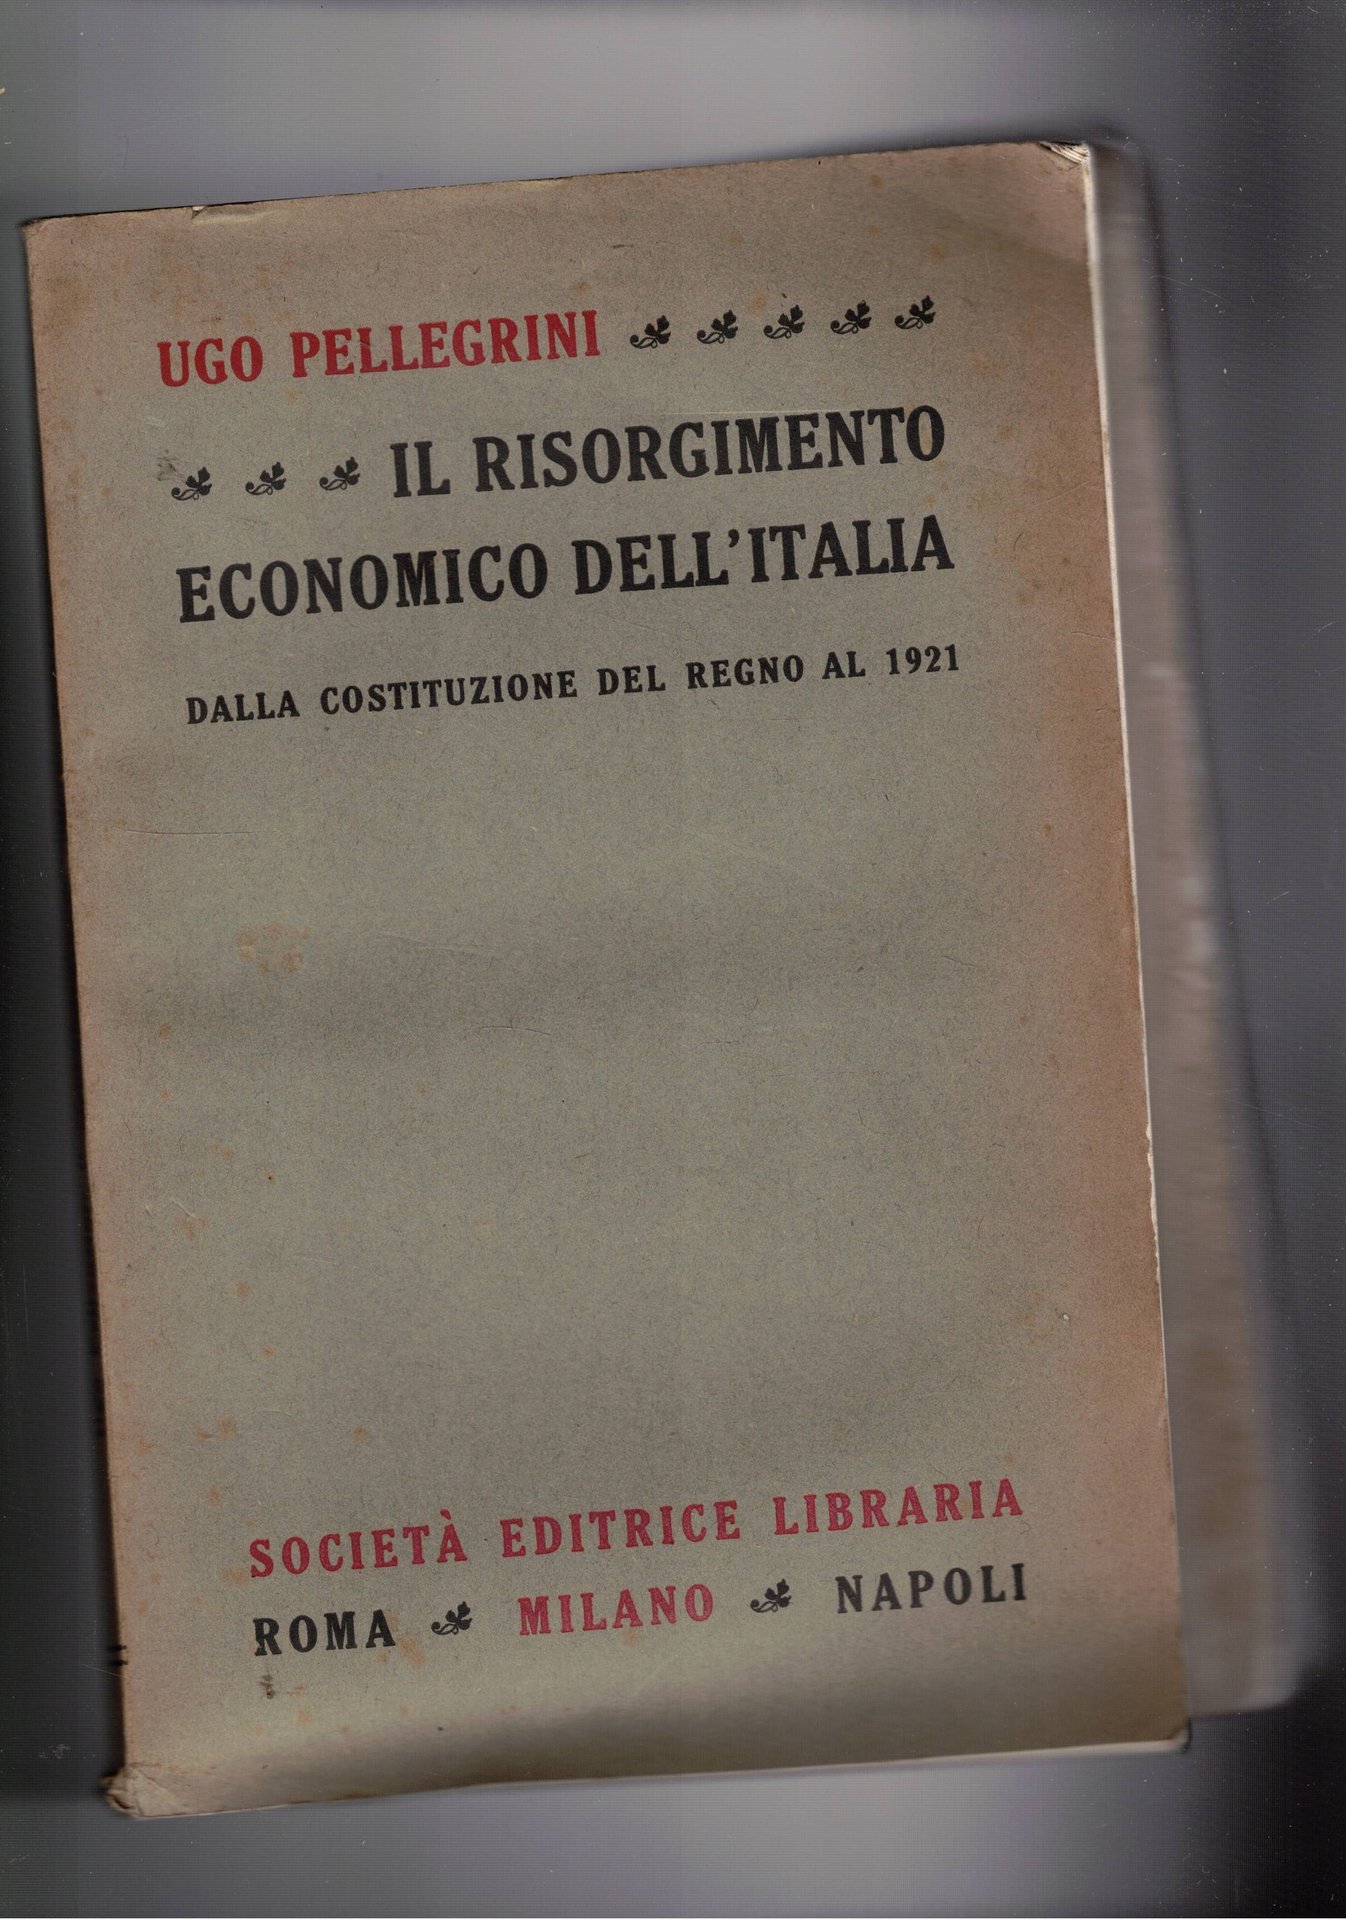 UGO PELLEGRINI
IL RISORGIMENTO
ECONOMICO DELL'ITALIA
DALLA COSTITUZIONE DEL REGNO AL 1921
SOCIETÀ EDITRICE LIBRARIA
ROMA MILANO NAPOLI